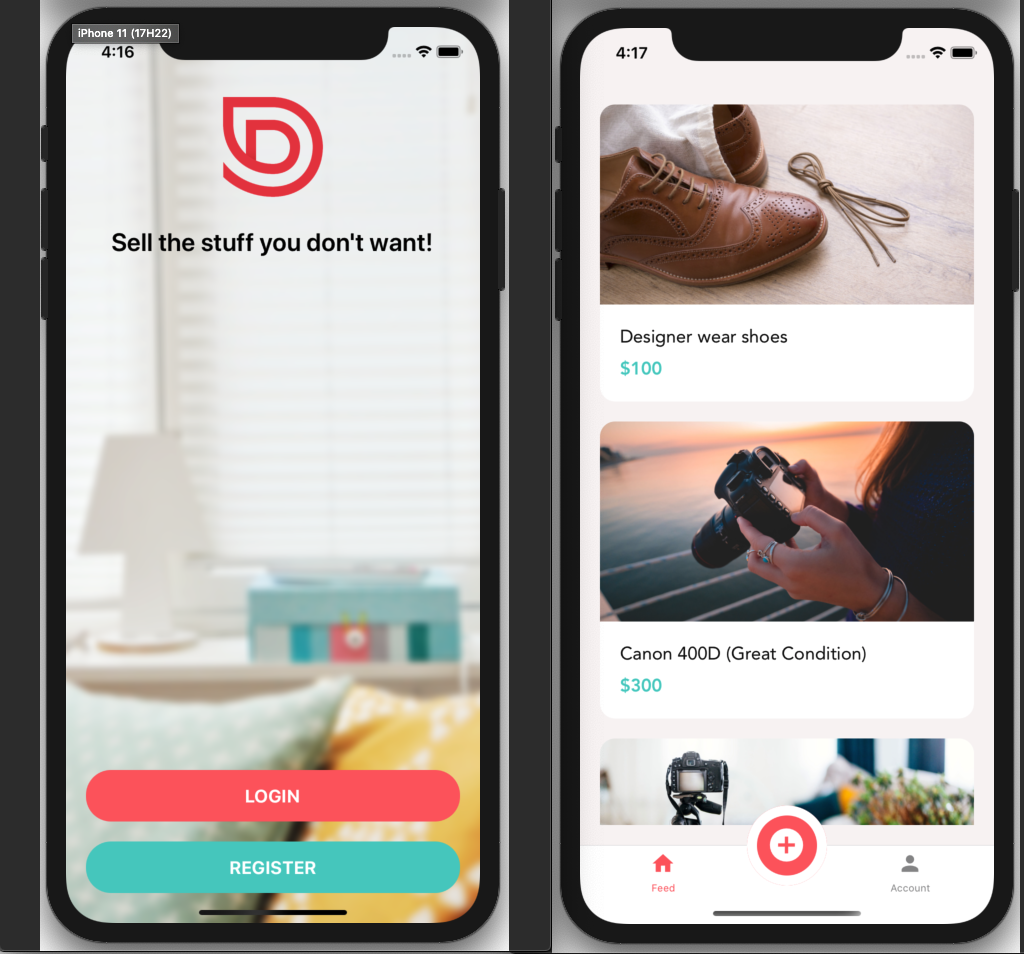 iPhone 11 (17H22)
4:16
Sell the stuff you don't want!
LOGIN
REGISTER
4:17
Designer wear shoes
$100
Canon 400D (Great Condition)
$300
Feed
Account